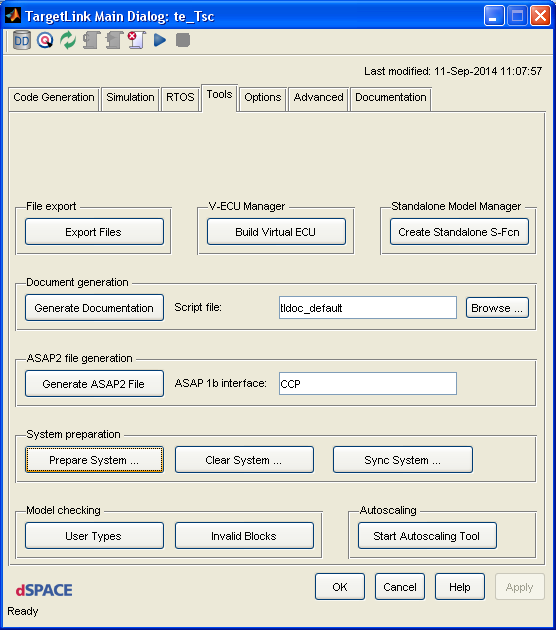 TargetLink Main Dialog: te_Tsc
DD
Last modified: 11-Sep-2014 11:07:57
Code Generation Simulation RTOS Tools Options Advanced Documentation
File export V-ECU Manager Standalone Model Manager
Export Files Build Virtual ECU Create Standalone S-Fcn
Document generation
Generate Documentation Script file: tldoc_default Browse ...
ASAP2 file generation
Generate ASAP2 File ASAP 1b interface: CCP
System preparation
Prepare System ... Clear System ... Sync System ...
Model checking Autoscaling
User Types Invalid Blocks Start Autoscaling Tool
dSPACE OK Cancel Help Apply
Ready